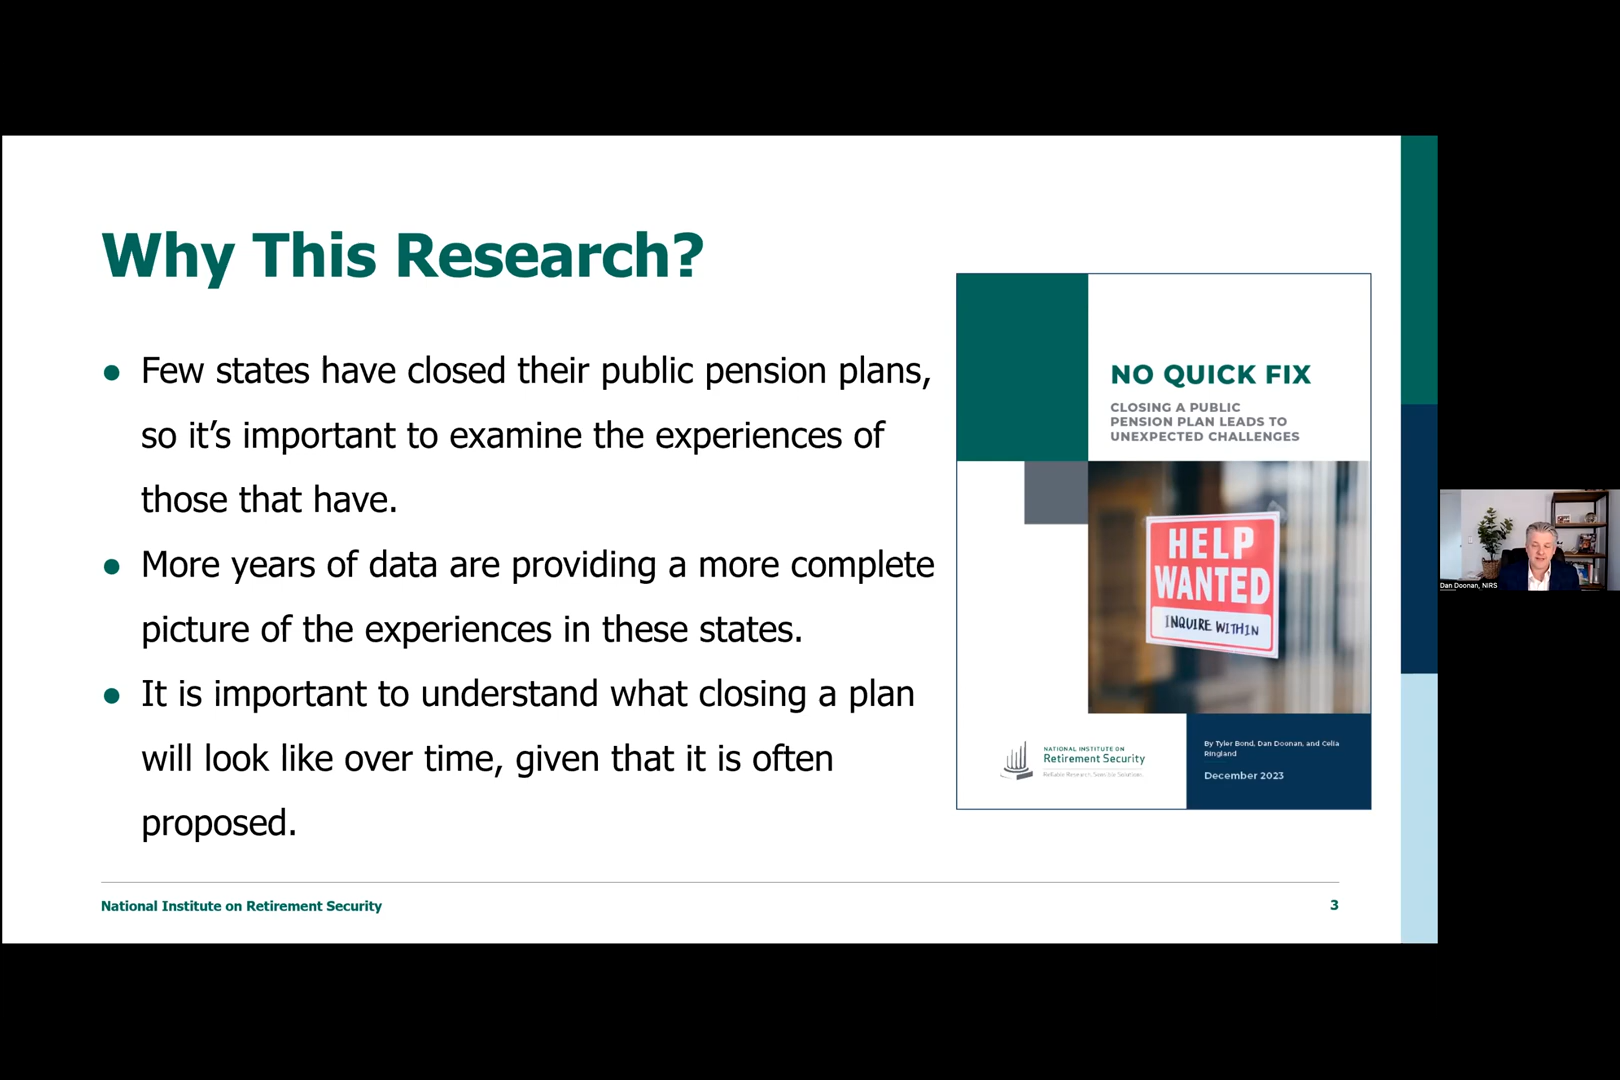 Why This Research?
● Few states have closed their public pension plans,
so it’s important to examine the experiences of
those that have.
● More years of data are providing a more complete
picture of the experiences in these states.
● It is important to understand what closing a plan
will look like over time, given that it is often
proposed.
NO QUICK FIX
CLOSING A PUBLIC
PENSION PLAN LEADS TO
UNEXPECTED CHALLENGES
HELP
WANTED
INQUIRE WITHIN
NATIONAL INSTITUTE ON
Retirement Security
Reliable Research. Sensible Solutions.
By Tyler Bond, Dan Doonan, and Celia
Ringland
December 2023
National Institute on Retirement Security
3
Dan Doonan, NIRS